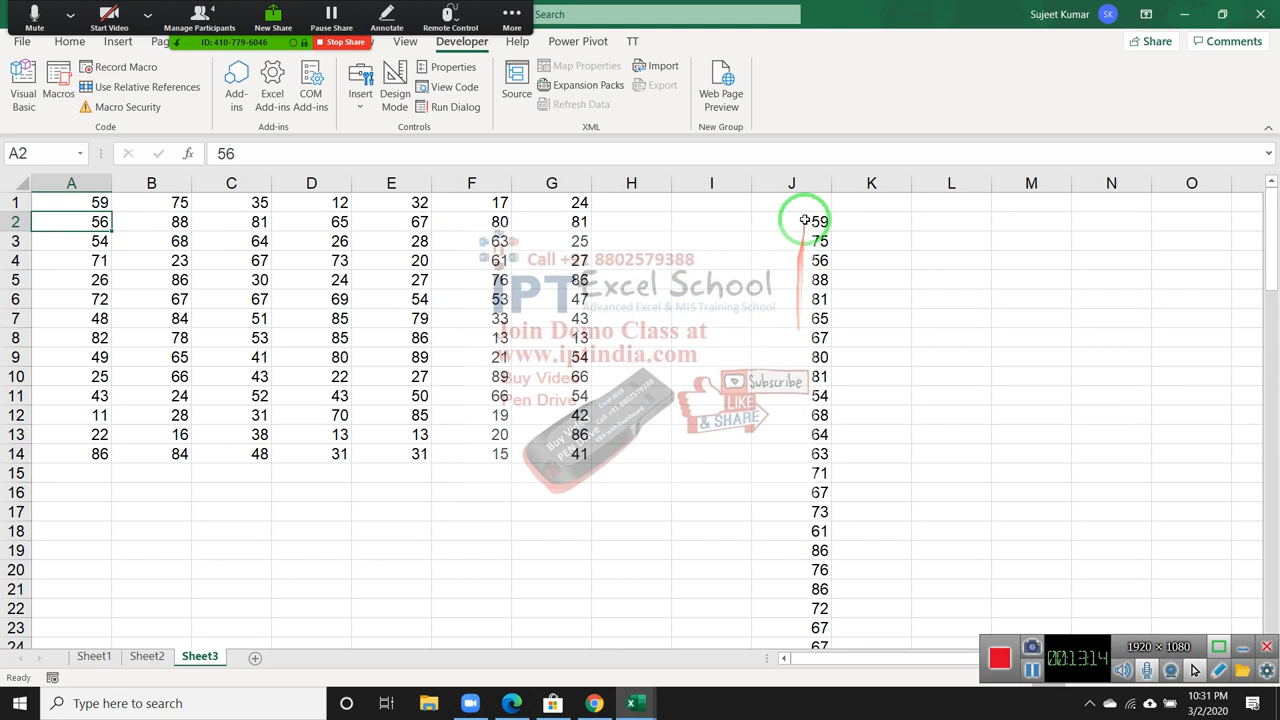 Mute
Start Video
Manage Participants
4
New Share
Pause Share
Annotate
Remote Control
More
Search
Sujeet Kumar
SK
ID: 410-779-6046
Stop Share
File
Home
Insert
Pag
View
Developer
Help
Power Pivot
TT
Share
Comments
Visual Basic
Macros
Record Macro
Use Relative References
Macro Security
Code
Add-ins
Excel Add-ins
COM Add-ins
Add-ins
Insert
Design Mode
Properties
View Code
Run Dialog
Controls
Source
Map Properties
Expansion Packs
Refresh Data
Import
Export
XML
Web Page Preview
New Group
A2
fx
56
A B C D E F G H I J K L M N O
1 59 75 35 12 32 17 24
2 56 88 81 65 67 80 81 59
3 54 68 64 26 28 63 25 75
4 71 23 67 73 20 61 27 56
5 26 86 30 24 27 76 86 88
6 72 67 67 69 54 53 47 81
7 48 84 51 85 79 33 43 65
8 82 78 53 85 86 13 13 67
9 49 65 41 80 89 21 54 80
10 25 66 43 22 27 89 66 81
11 43 24 52 43 50 66 54 54
12 11 28 31 70 85 19 42 68
13 22 16 38 13 13 20 86 64
14 86 84 48 31 31 15 41 63
15 71
16 67
17 73
18 61
19 86
20 76
21 86
22 72
23 67
24 67
Call +91 8802579388
iPT Excel School
Advanced Excel & MIS Training School
Join Demo Class at
www.iptindia.com
Buy Video
Pen Drive
Subscribe
LIKE
& SHARE
Sheet1
Sheet2
Sheet3
Ready
00:13:14
1920 × 1080
Type here to search
10:31 PM
3/2/2020